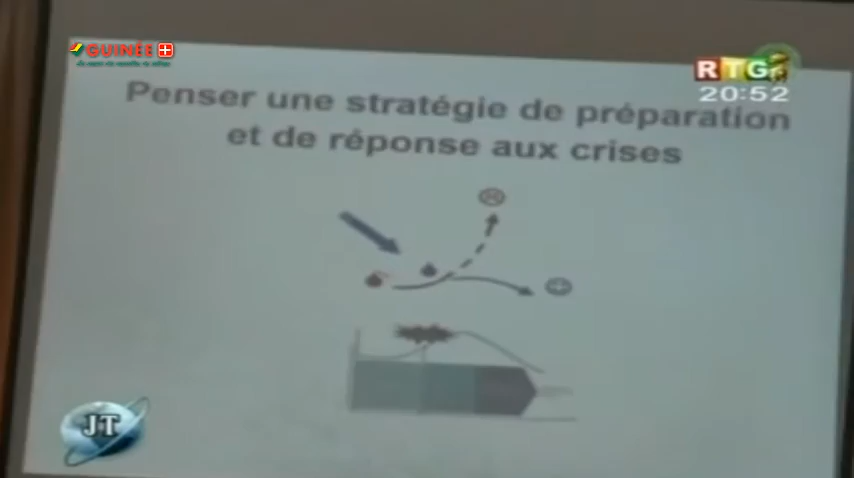 GUINÉE
RTG
20:52
Penser une stratégie de préparation
et de réponse aux crises
JT